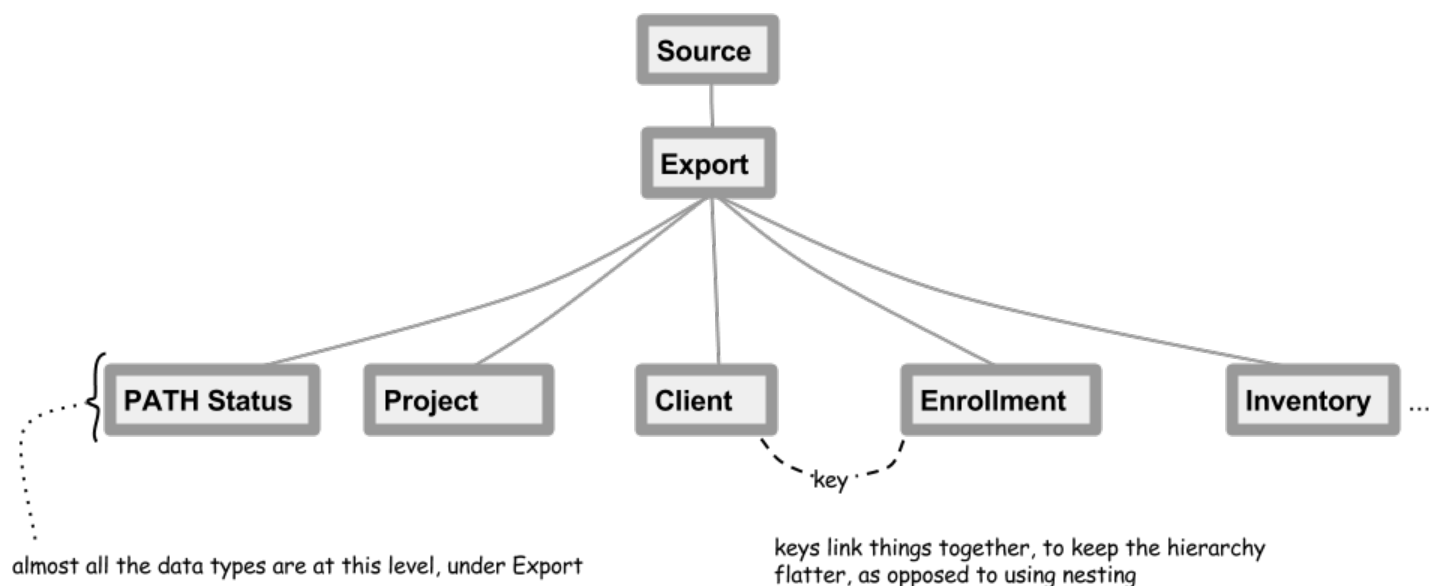 Source
Export
PATH Status
Project
Client
Enrollment
Inventory
...
key
almost all the data types are at this level, under Export
keys link things together, to keep the hierarchy
flatter, as opposed to using nesting